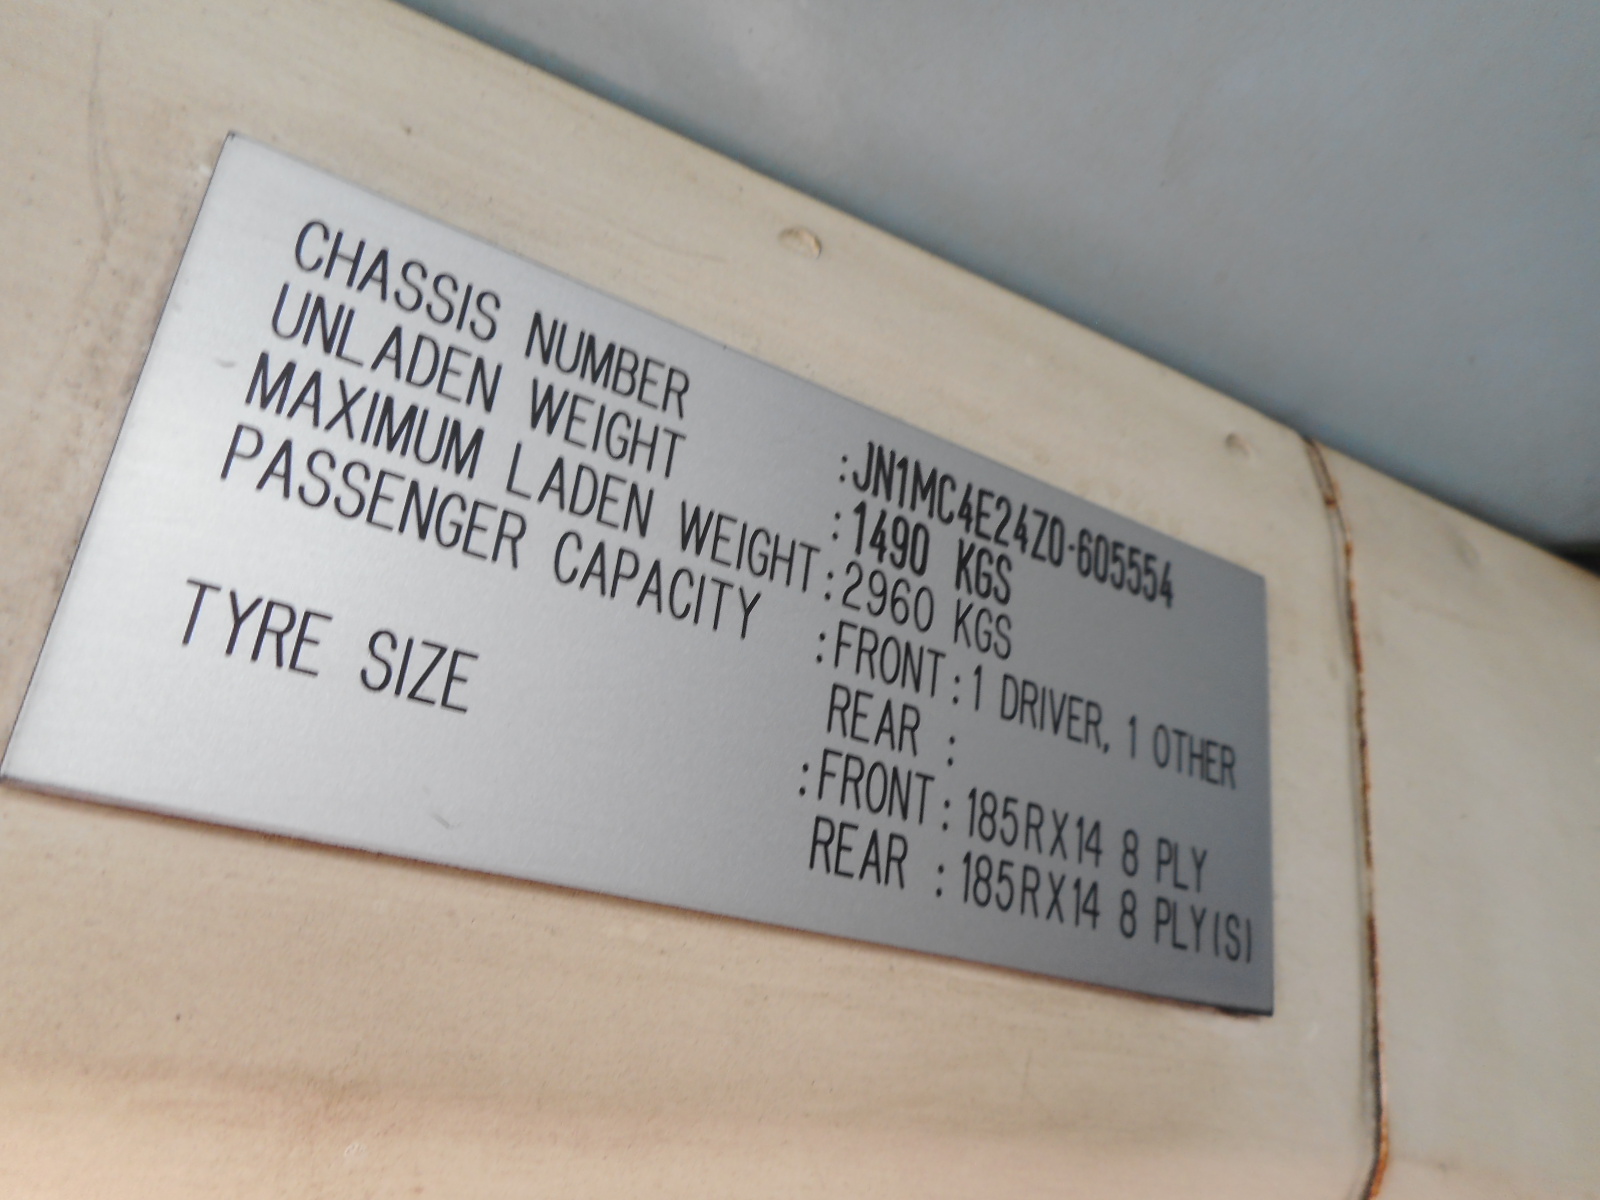 CHASSIS NUMBER :JN1MC4E24Z0-605554
UNLADEN WEIGHT :1490 KGS
MAXIMUM LADEN WEIGHT :2960 KGS
PASSENGER CAPACITY :FRONT :1 DRIVER, 1 OTHER
REAR :
TYRE SIZE :FRONT : 185RX14 8 PLY
REAR : 185RX14 8 PLY(S)